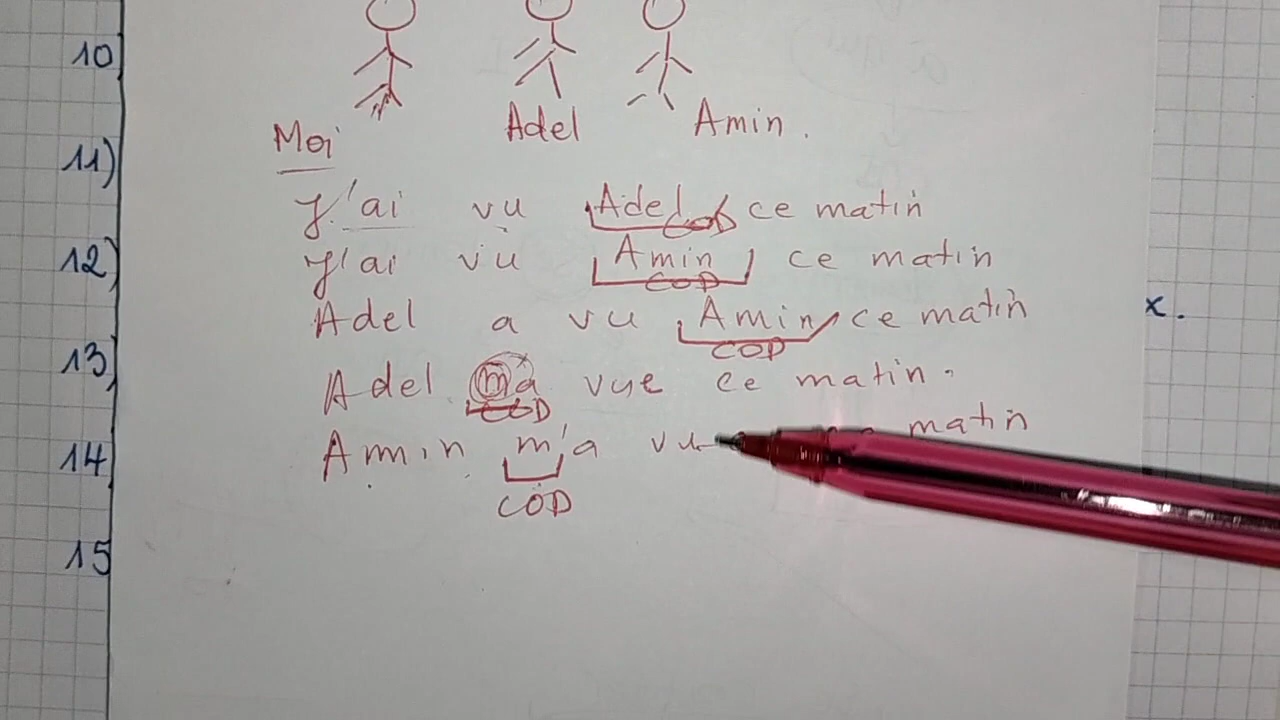 10
Adel Amin.
Moi
11)
J'ai vu Adel ce matin
COD
12)
J'ai vu Amin ce matin
COD
Adel a vu Amin ce matin
x.
COD
13)
Adel m'a vue ce matin.
COD
Amin m'a vu matin
14)
COD
15